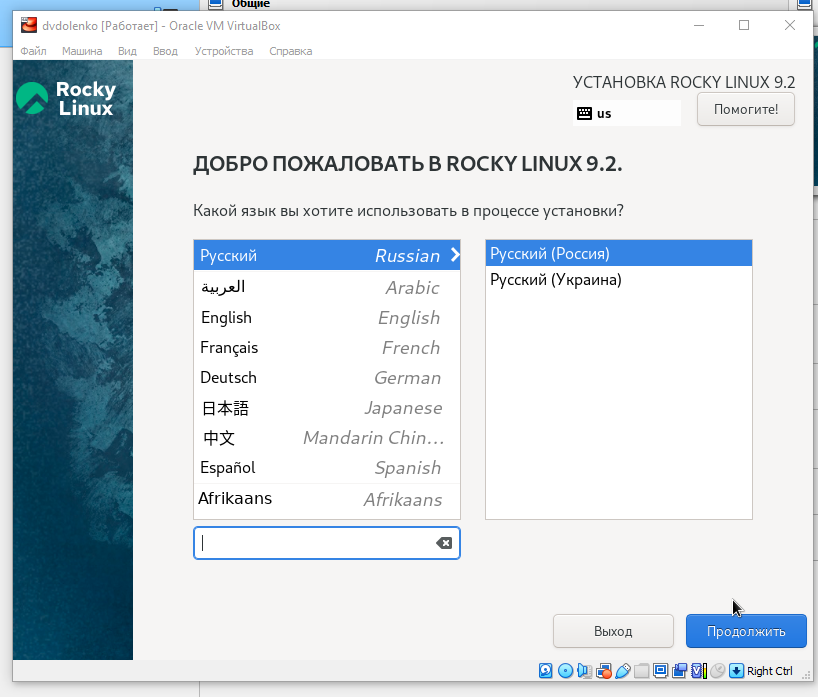 Общие
dvdolenko [Работает] - Oracle VM VirtualBox
Файл Машина Вид Ввод Устройства Справка
Rocky
Linux
УСТАНОВКА ROCKY LINUX 9.2
us
Помогите!
ДОБРО ПОЖАЛОВАТЬ В ROCKY LINUX 9.2.
Какой язык вы хотите использовать в процессе установки?
Русский Russian
العربية Arabic
English English
Français French
Deutsch German
日本語 Japanese
中文 Mandarin Chin...
Español Spanish
Afrikaans Afrikaans
Русский (Россия)
Русский (Украина)
Выход
Продолжить
Right Ctrl